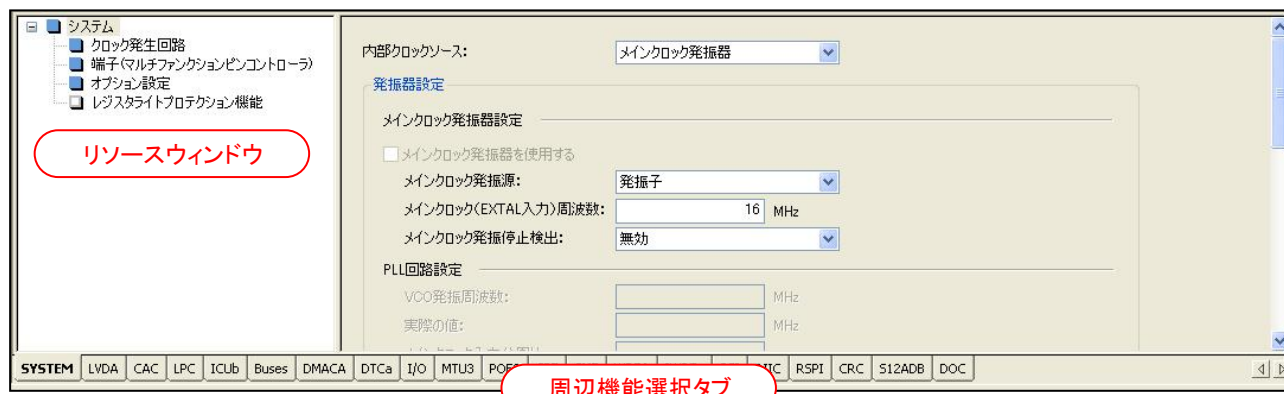 システム
クロック発生回路
端子(マルチファンクションピンコントローラ)
オプション設定
レジスタライトプロテクション機能
リソースウィンドウ
内部クロックソース: メインクロック発振器
発振器設定
メインクロック発振器設定
メインクロック発振器を使用する
メインクロック発振源: 発振子
メインクロック(EXTAL入力)周波数: 16 MHz
メインクロック発振停止検出: 無効
PLL回路設定
VCO発振周波数: MHz
実際の値: MHz
SYSTEM LVDA CAC LPC ICUb Buses DMACA DTCa I/O MTU3 RSPI CRC S12ADB DOC
周辺機能選択タブ